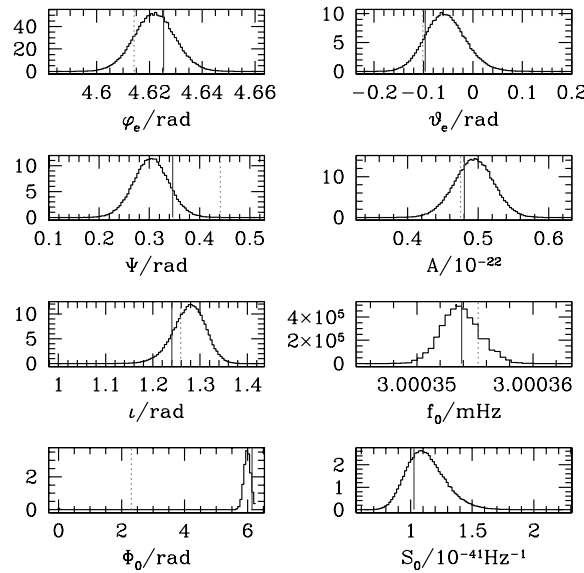 40
20
0
4.6 4.62 4.64 4.66
φₑ/rad
10
5
0
−0.2 −0.1 0 0.1 0.2
ϑₑ/rad
10
5
0
0.1 0.2 0.3 0.4 0.5
Ψ/rad
10
0
0.4 0.5 0.6
A/10⁻²²
10
5
0
1 1.1 1.2 1.3 1.4
ι/rad
4×10⁵
2×10⁵
0
3.00035 3.00036
f₀/mHz
2
0
0 2 4 6
Φ₀/rad
2
1
0
1 2
S₀/10⁻⁴¹Hz⁻¹